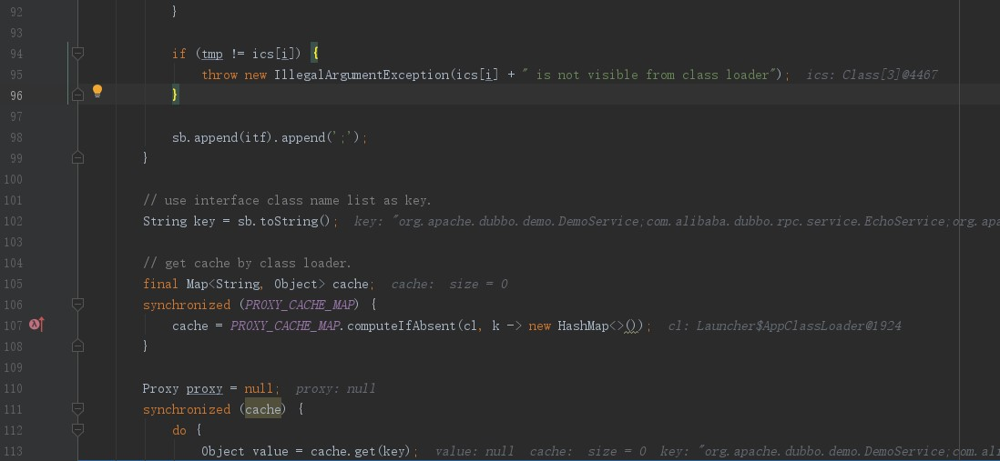 92 }
93
94 if (tmp != ics[i]) {
95 throw new IllegalArgumentException(ics[i] + " is not visible from class loader"); ics: Class[3]@4467
96 }
97
98 sb.append(itf).append(';');
99 }
100
101 // use interface class name list as key.
102 String key = sb.toString(); key: "org.apache.dubbo.demo.DemoService;com.alibaba.dubbo.rpc.service.EchoService;org.apa
103
104 // get cache by class loader.
105 final Map<String, Object> cache; cache: size = 0
106 synchronized (PROXY_CACHE_MAP) {
107 cache = PROXY_CACHE_MAP.computeIfAbsent(cl, k -> new HashMap<>()); cl: Launcher$AppClassLoader@1924
108 }
109
110 Proxy proxy = null; proxy: null
111 synchronized (cache) {
112 do {
113 Object value = cache.get(key); value: null cache: size = 0 key: "org.apache.dubbo.demo.DemoService;com.ali